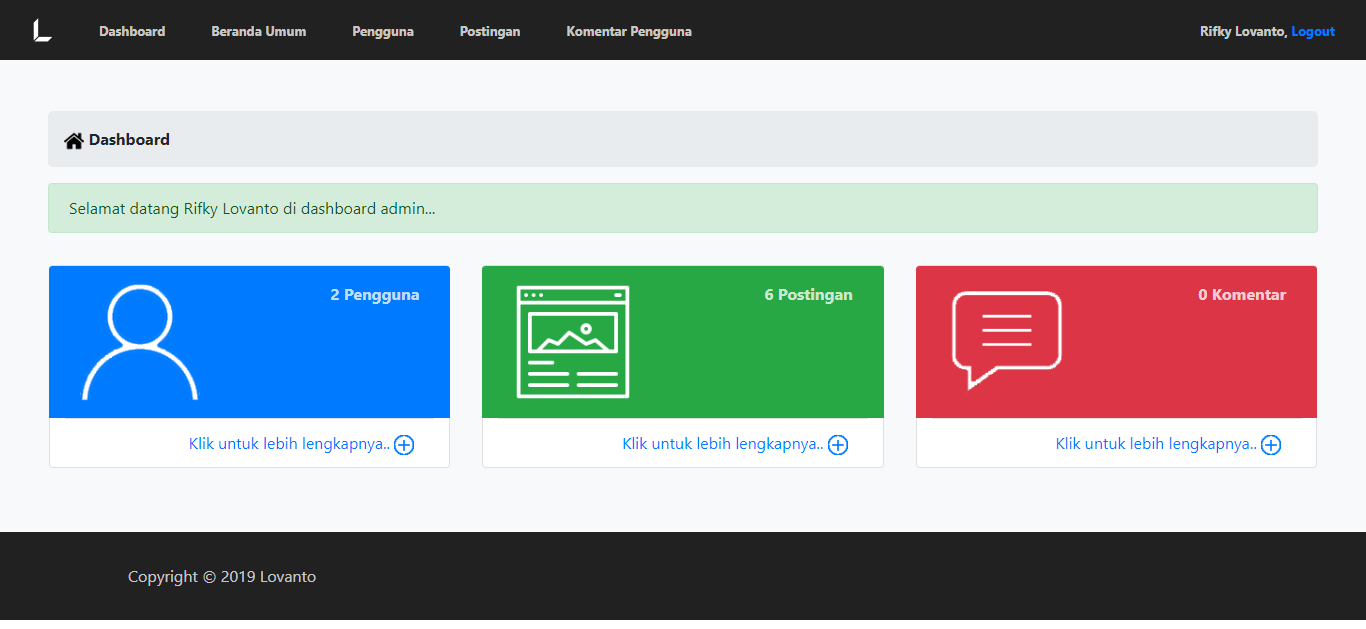 Dashboard
Beranda Umum
Pengguna
Postingan
Komentar Pengguna
Rifky Lovanto, Logout
Dashboard
Selamat datang Rifky Lovanto di dashboard admin...
2 Pengguna
Klik untuk lebih lengkapnya..
6 Postingan
Klik untuk lebih lengkapnya..
0 Komentar
Klik untuk lebih lengkapnya..
Copyright © 2019 Lovanto